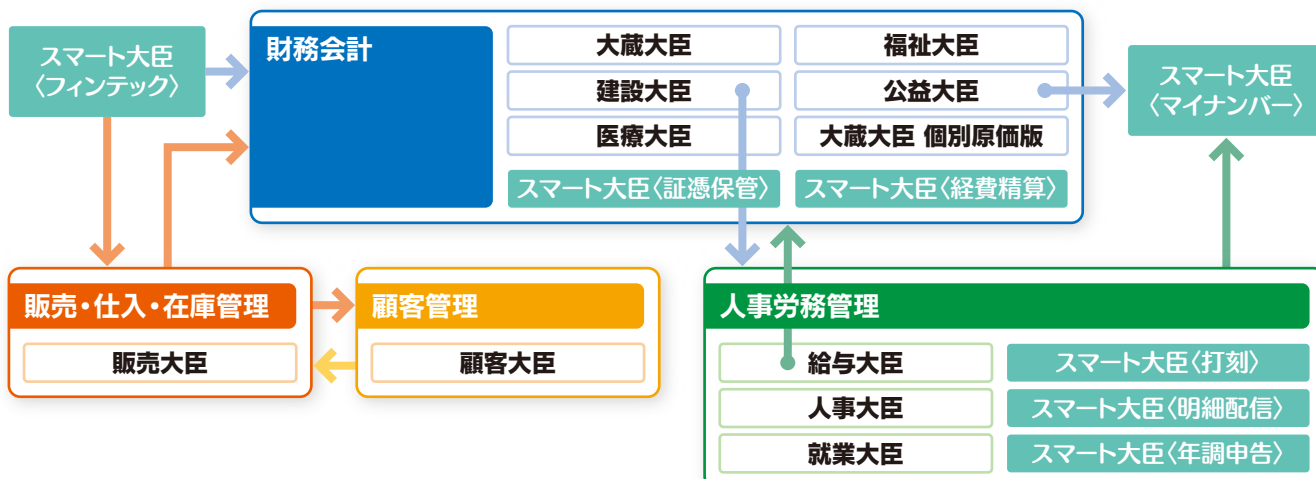 スマート大臣
〈フィンテック〉
財務会計
大蔵大臣
福祉大臣
建設大臣
公益大臣
医療大臣
大蔵大臣 個別原価版
スマート大臣〈証憑保管〉
スマート大臣〈経費精算〉
スマート大臣
〈マイナンバー〉
販売・仕入・在庫管理
販売大臣
顧客管理
顧客大臣
人事労務管理
給与大臣
スマート大臣〈打刻〉
人事大臣
スマート大臣〈明細配信〉
就業大臣
スマート大臣〈年調申告〉